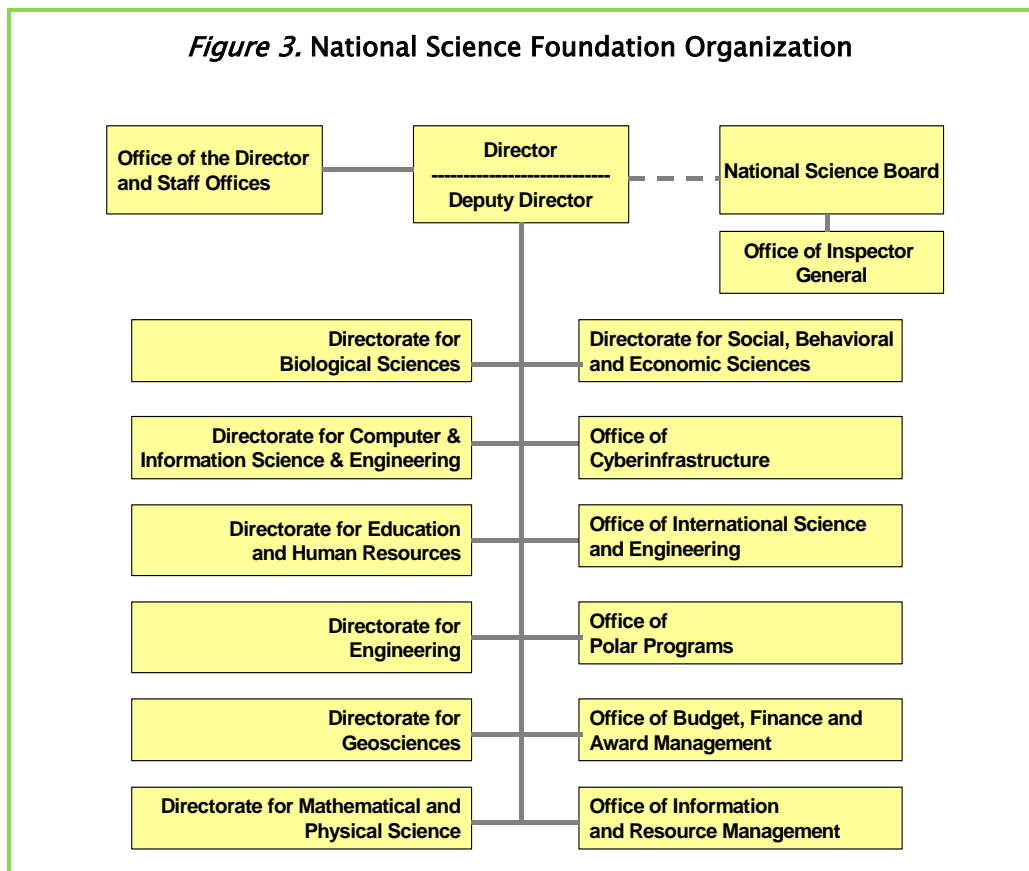 Figure 3. National Science Foundation Organization
Office of the Director
and Staff Offices
Director
----------------------------
Deputy Director
National Science Board
Office of Inspector
General
Directorate for
Biological Sciences
Directorate for Social, Behavioral
and Economic Sciences
Directorate for Computer &
Information Science & Engineering
Office of
Cyberinfrastructure
Directorate for Education
and Human Resources
Office of International Science
and Engineering
Directorate for
Engineering
Office of
Polar Programs
Directorate for
Geosciences
Office of Budget, Finance and
Award Management
Directorate for Mathematical and
Physical Science
Office of Information
and Resource Management